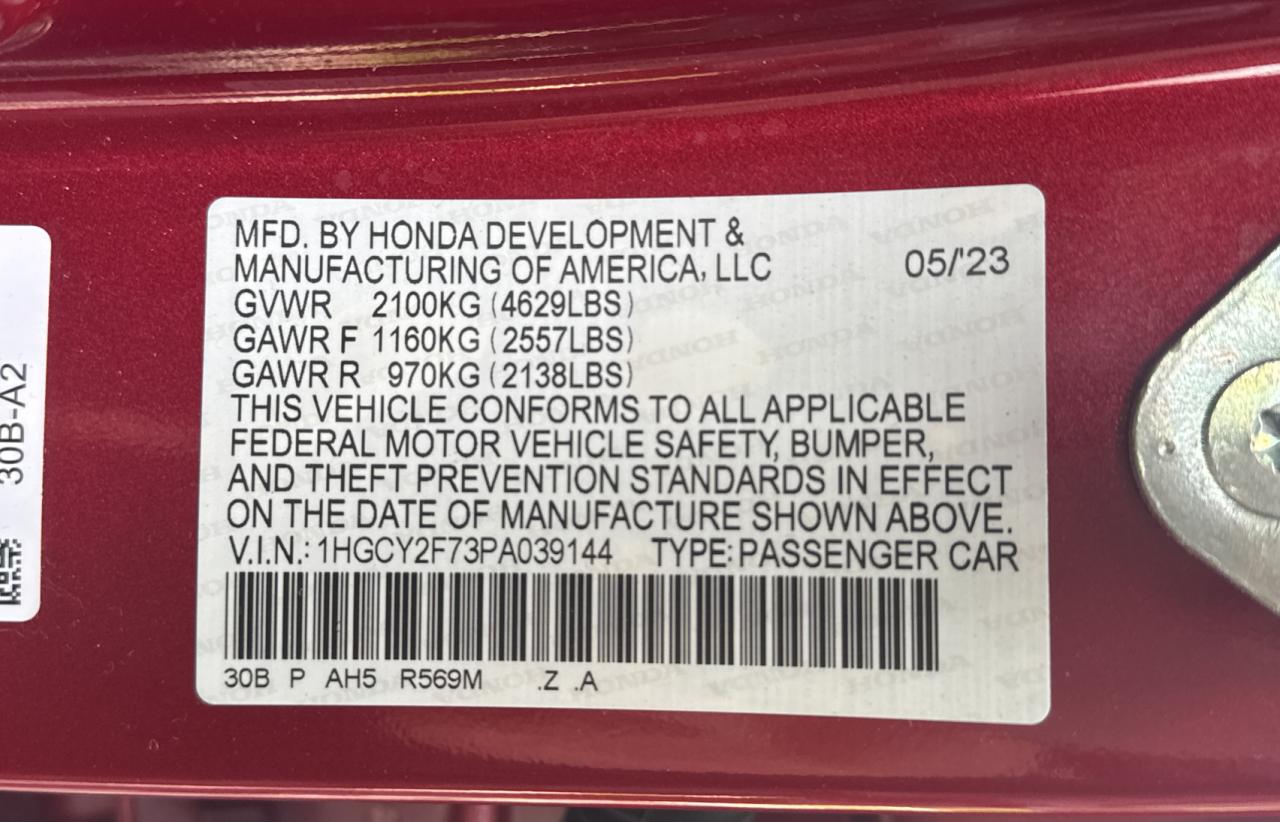 MFD. BY HONDA DEVELOPMENT &
MANUFACTURING OF AMERICA, LLC 05/'23
GVWR 2100KG (4629LBS)
GAWR F 1160KG (2557LBS)
GAWR R 970KG (2138LBS)
THIS VEHICLE CONFORMS TO ALL APPLICABLE
FEDERAL MOTOR VEHICLE SAFETY, BUMPER,
AND THEFT PREVENTION STANDARDS IN EFFECT
ON THE DATE OF MANUFACTURE SHOWN ABOVE.
V.I.N.: 1HGCY2F73PA039144 TYPE: PASSENGER CAR
30B P AH5 R569M .Z .A
30B-A2